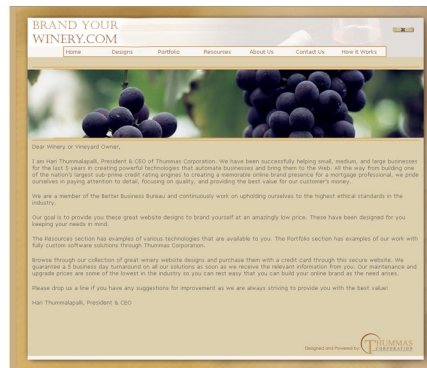 BRAND YOUR
WINERY.COM
Home Designs Portfolio Resources About Us Contact Us How it Works
Dear Winery or Vineyard Owner,
I am Hari Thummalapalli, President & CEO of Thummas Corporation. We have been successfully helping small, medium, and large businesses
for the last 5 years in creating powerful technologies that automate businesses and bring them to the Web. All the way from building one
of the nation's largest sub-prime credit rating engines to creating a memorable online brand presence for a mortgage professional, we pride
ourselves in paying attention to detail, focusing on quality, and providing the best value for our customer's money.
We are a member of the Better Business Bureau and continuously work on upholding ourselves to the highest ethical standards in the
industry.
Our goal is to provide you these great website designs to brand yourself at an amazingly low price. These have been designed for you
keeping your needs in mind.
The Resources section has examples of various technologies that are available to you. The Portfolio section has examples of our work with
fully custom software solutions through Thummas Corporation.
Browse through our collection of great winery website designs and purchase them with a credit card through this secure website. We
guarantee a 5 business day turnaround on all our solutions as soon as we receive the relevant information from you. Our maintenance and
upgrade prices are some of the lowest in the industry so you can rest easy that you can build your online brand as the need arises.
Please drop us a line if you have any suggestions for improvement as we are always striving to provide you with the best value!
Hari Thummalapalli, President & CEO
Designed and Powered by: THUMMAS
CORPORATION